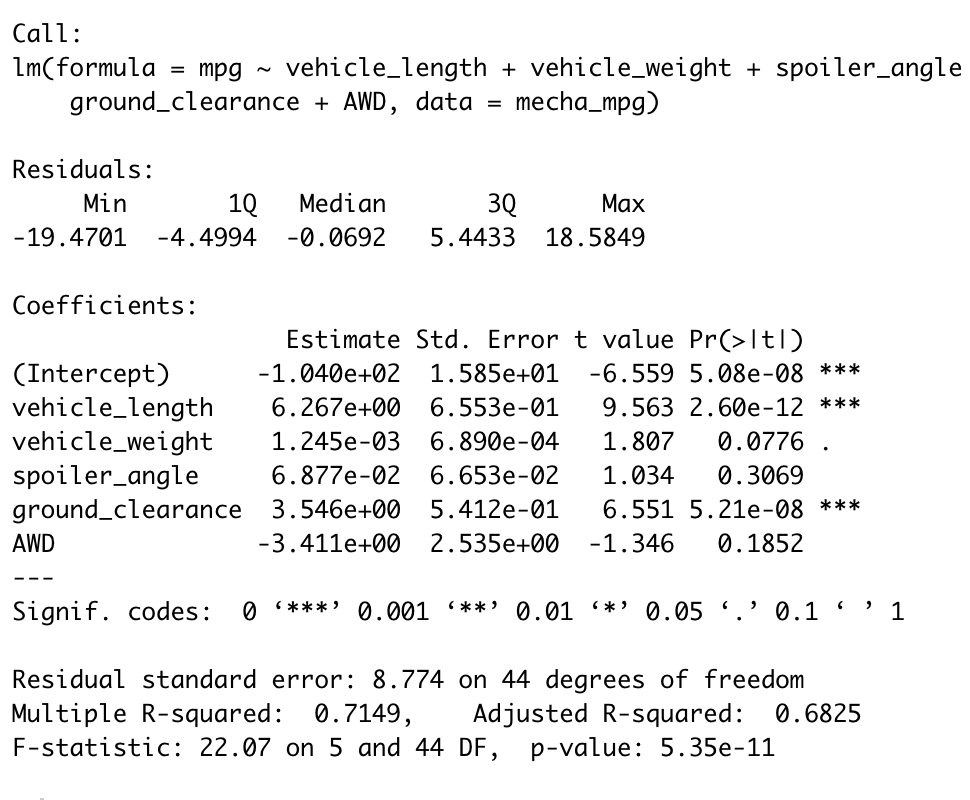 Call:
lm(formula = mpg ~ vehicle_length + vehicle_weight + spoiler_angle
    ground_clearance + AWD, data = mecha_mpg)

Residuals:
     Min       1Q   Median       3Q      Max
-19.4701  -4.4994  -0.0692   5.4433  18.5849

Coefficients:
                   Estimate Std. Error t value Pr(>|t|)
(Intercept)      -1.040e+02  1.585e+01  -6.559 5.08e-08 ***
vehicle_length    6.267e+00  6.553e-01   9.563 2.60e-12 ***
vehicle_weight    1.245e-03  6.890e-04   1.807   0.0776 .
spoiler_angle     6.877e-02  6.653e-02   1.034   0.3069
ground_clearance  3.546e+00  5.412e-01   6.551 5.21e-08 ***
AWD              -3.411e+00  2.535e+00  -1.346   0.1852
---
Signif. codes:  0 ‘***’ 0.001 ‘**’ 0.01 ‘*’ 0.05 ‘.’ 0.1 ‘ ’ 1

Residual standard error: 8.774 on 44 degrees of freedom
Multiple R-squared:  0.7149,    Adjusted R-squared:  0.6825
F-statistic: 22.07 on 5 and 44 DF,  p-value: 5.35e-11